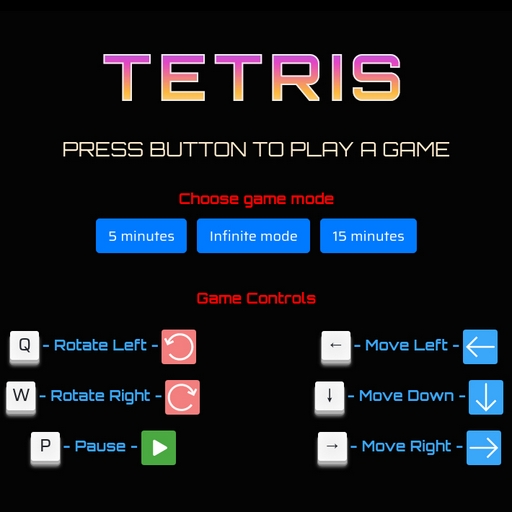 TETRIS
PRESS BUTTON TO PLAY A GAME
Choose game mode
5 minutes Infinite mode 15 minutes
Game Controls
Q - Rotate Left - ← - Move Left -
W - Rotate Right - ↓ - Move Down -
P - Pause - → - Move Right -